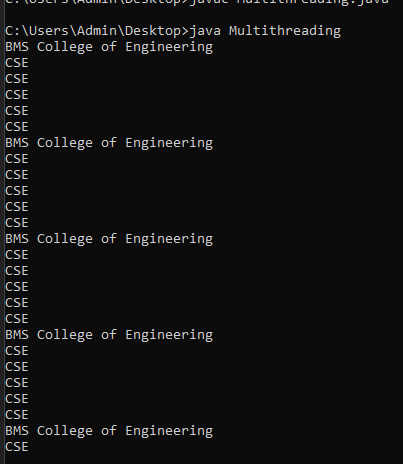 C:\Users\Admin\Desktop>javac Multithreading.java
C:\Users\Admin\Desktop>java Multithreading
BMS College of Engineering
CSE
CSE
CSE
CSE
CSE
BMS College of Engineering
CSE
CSE
CSE
CSE
CSE
BMS College of Engineering
CSE
CSE
CSE
CSE
CSE
BMS College of Engineering
CSE
CSE
CSE
CSE
CSE
BMS College of Engineering
CSE